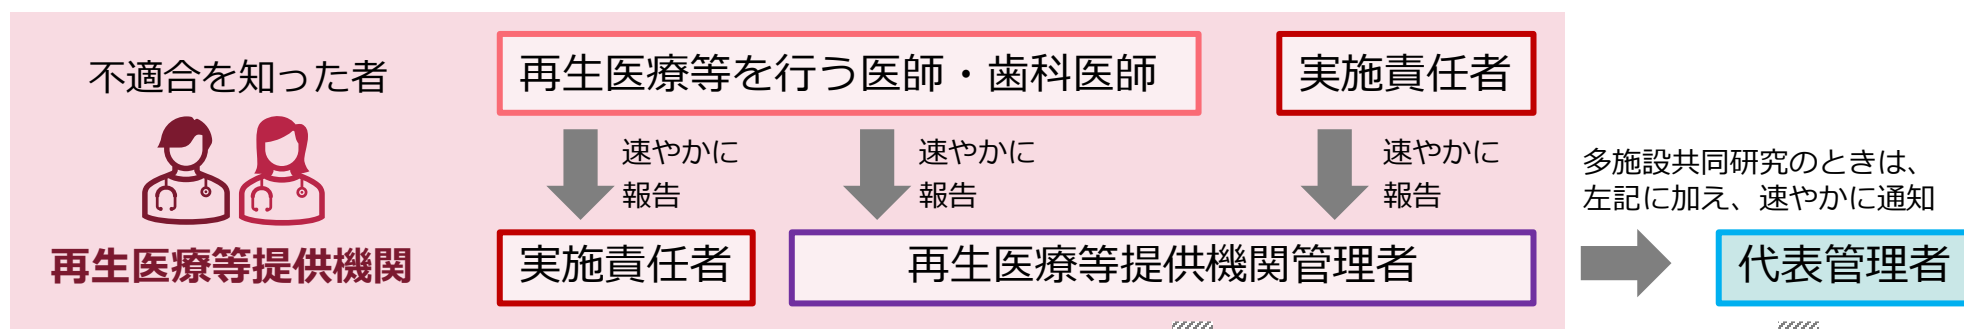 不適合を知った者
再生医療等提供機関
再生医療等を行う医師・歯科医師
実施責任者
速やかに
報告
速やかに
報告
速やかに
報告
実施責任者
再生医療等提供機関管理者
多施設共同研究のときは、
左記に加え、速やかに通知
代表管理者